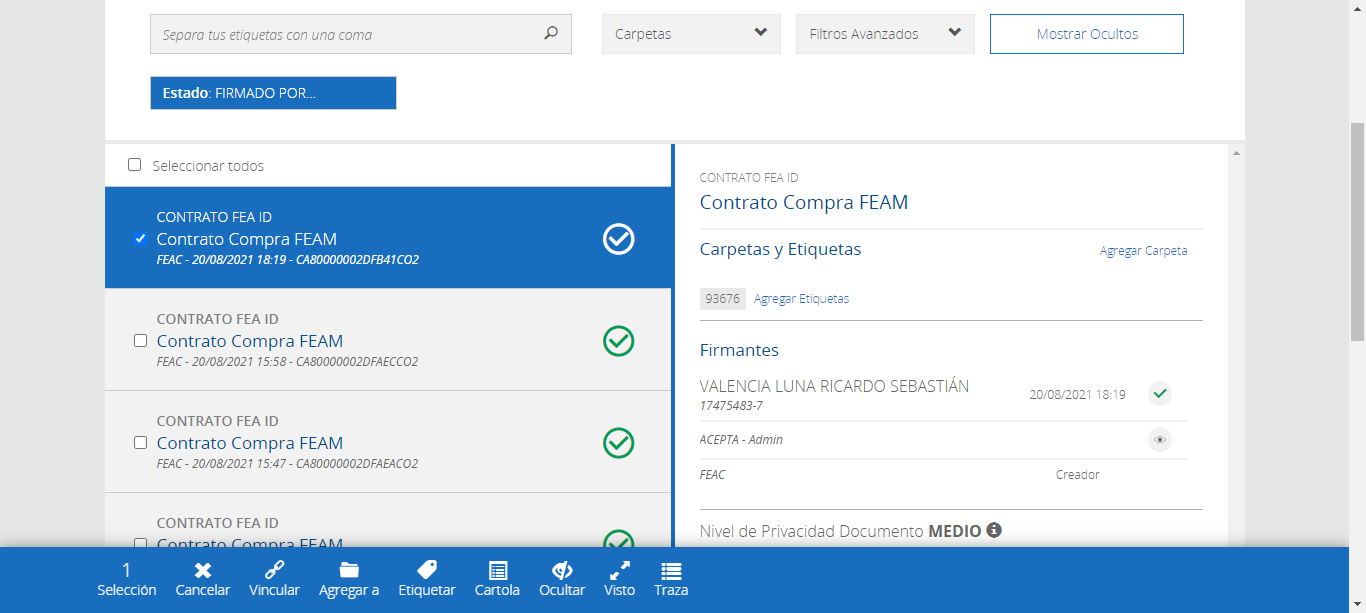 Separa tus etiquetas con una coma
Carpetas
Filtros Avanzados
Mostrar Ocultos
Estado: FIRMADO POR...
Seleccionar todos
CONTRATO FEA ID
Contrato Compra FEAM
FEAC - 20/08/2021 18:19 - CA80000002DFB41CO2
CONTRATO FEA ID
Contrato Compra FEAM
FEAC - 20/08/2021 15:58 - CA80000002DFAECCO2
CONTRATO FEA ID
Contrato Compra FEAM
FEAC - 20/08/2021 15:47 - CA80000002DFAEACO2
CONTRATO FEA ID
Contrato Compra FEAM
CONTRATO FEA ID
Contrato Compra FEAM
Carpetas y Etiquetas
Agregar Carpeta
93676 Agregar Etiquetas
Firmantes
VALENCIA LUNA RICARDO SEBASTIÁN
17475483-7
20/08/2021 18:19
ACEPTA - Admin
FEAC
Creador
Nivel de Privacidad Documento MEDIO
1
Selección
Cancelar
Vincular
Agregar a
Etiquetar
Cartola
Ocultar
Visto
Traza